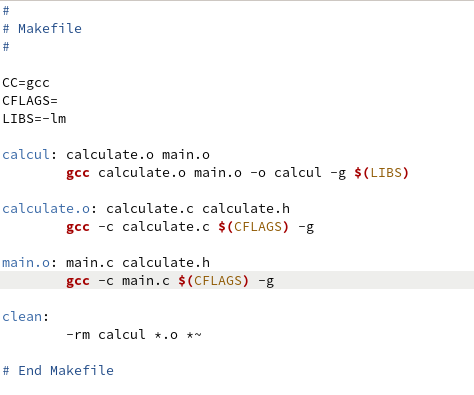 #
# Makefile
#
CC=gcc
CFLAGS=
LIBS=-lm
calcul: calculate.o main.o
gcc calculate.o main.o -o calcul -g $(LIBS)
calculate.o: calculate.c calculate.h
gcc -c calculate.c $(CFLAGS) -g
main.o: main.c calculate.h
gcc -c main.c $(CFLAGS) -g
clean:
-rm calcul *.o *~
# End Makefile